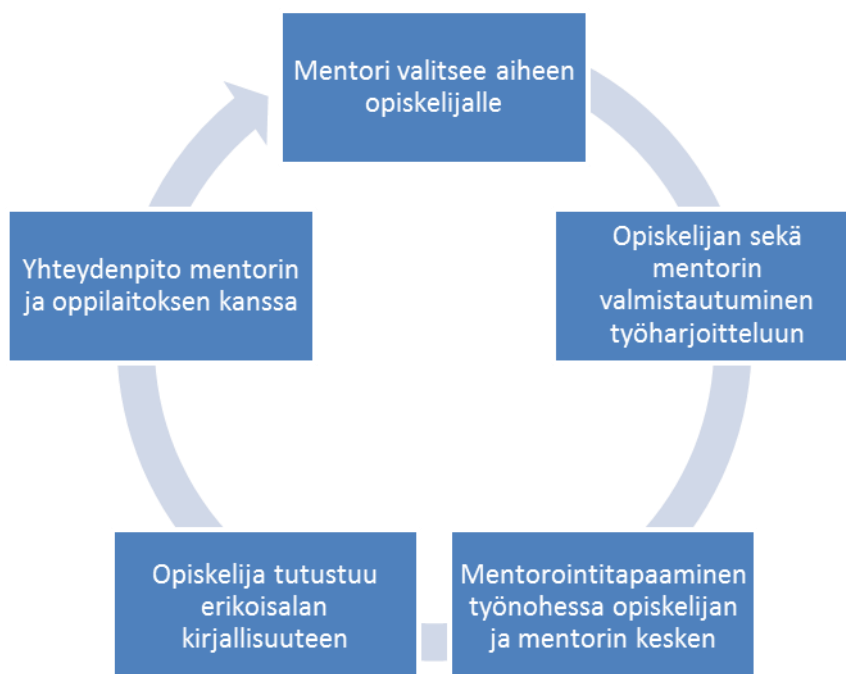 Mentori valitsee aiheen
opiskelijalle
Opiskelijan sekä
mentorin
valmistautuminen
työharjoitteluun
Mentorointitapaaminen
työnohessa opiskelijan
ja mentorin kesken
Opiskelija tutustuu
erikoisalan
kirjallisuuteen
Yhteydenpito mentorin
ja oppilaitoksen kanssa